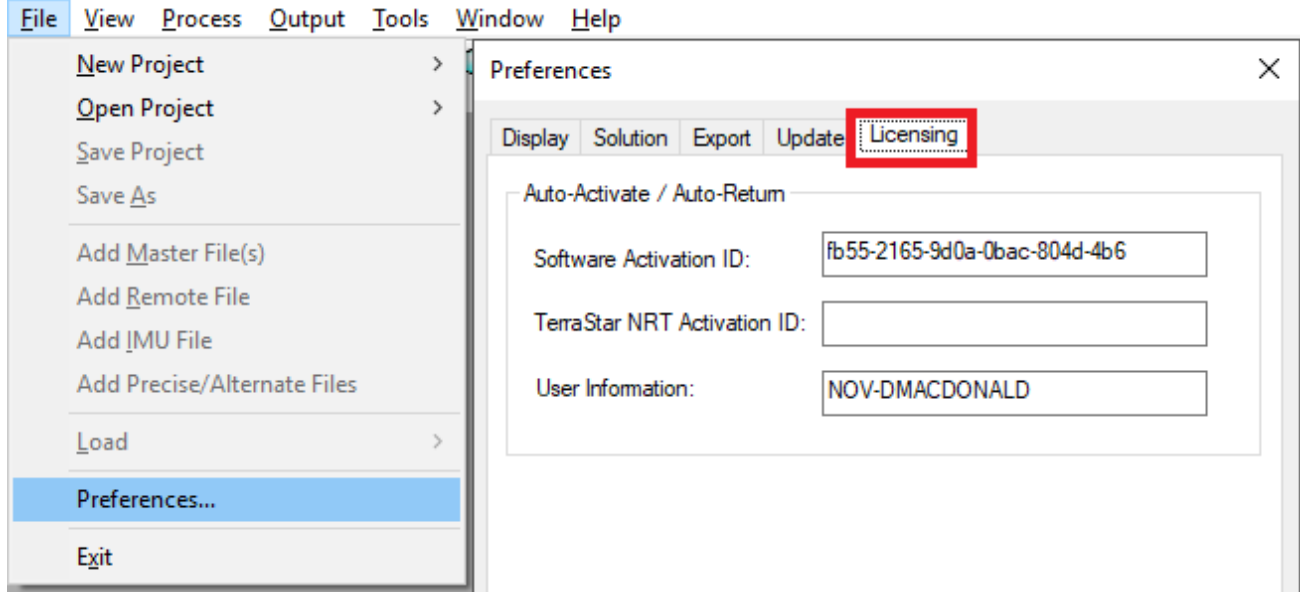 File View Process Output Tools Window Help
New Project
Open Project
Save Project
Save As
Add Master File(s)
Add Remote File
Add IMU File
Add Precise/Alternate Files
Load
Preferences...
Exit
Preferences
Display Solution Export Update Licensing
Auto-Activate / Auto-Return
Software Activation ID: fb55-2165-9d0a-0bac-804d-4b6
TerraStar NRT Activation ID:
User Information: NOV-DMACDONALD